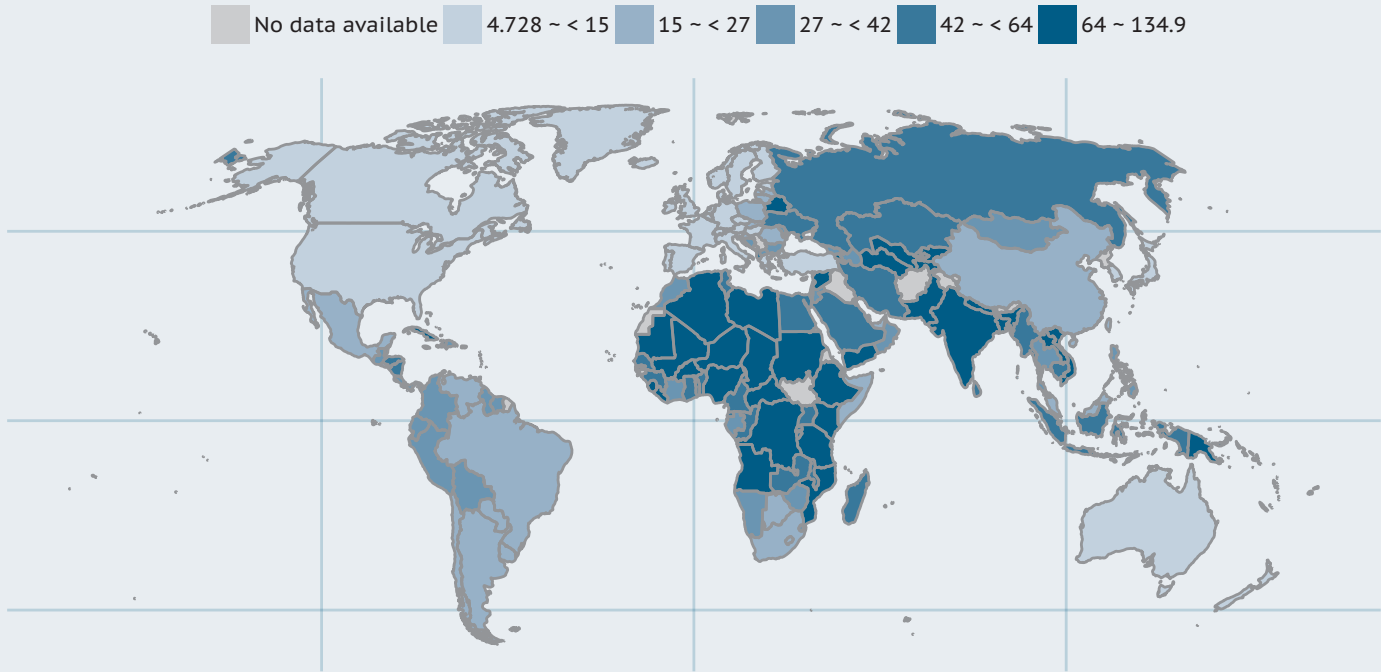 No data available 4.728 ~ < 15 15 ~ < 27 27 ~ < 42 42 ~ < 64 64 ~ 134.9